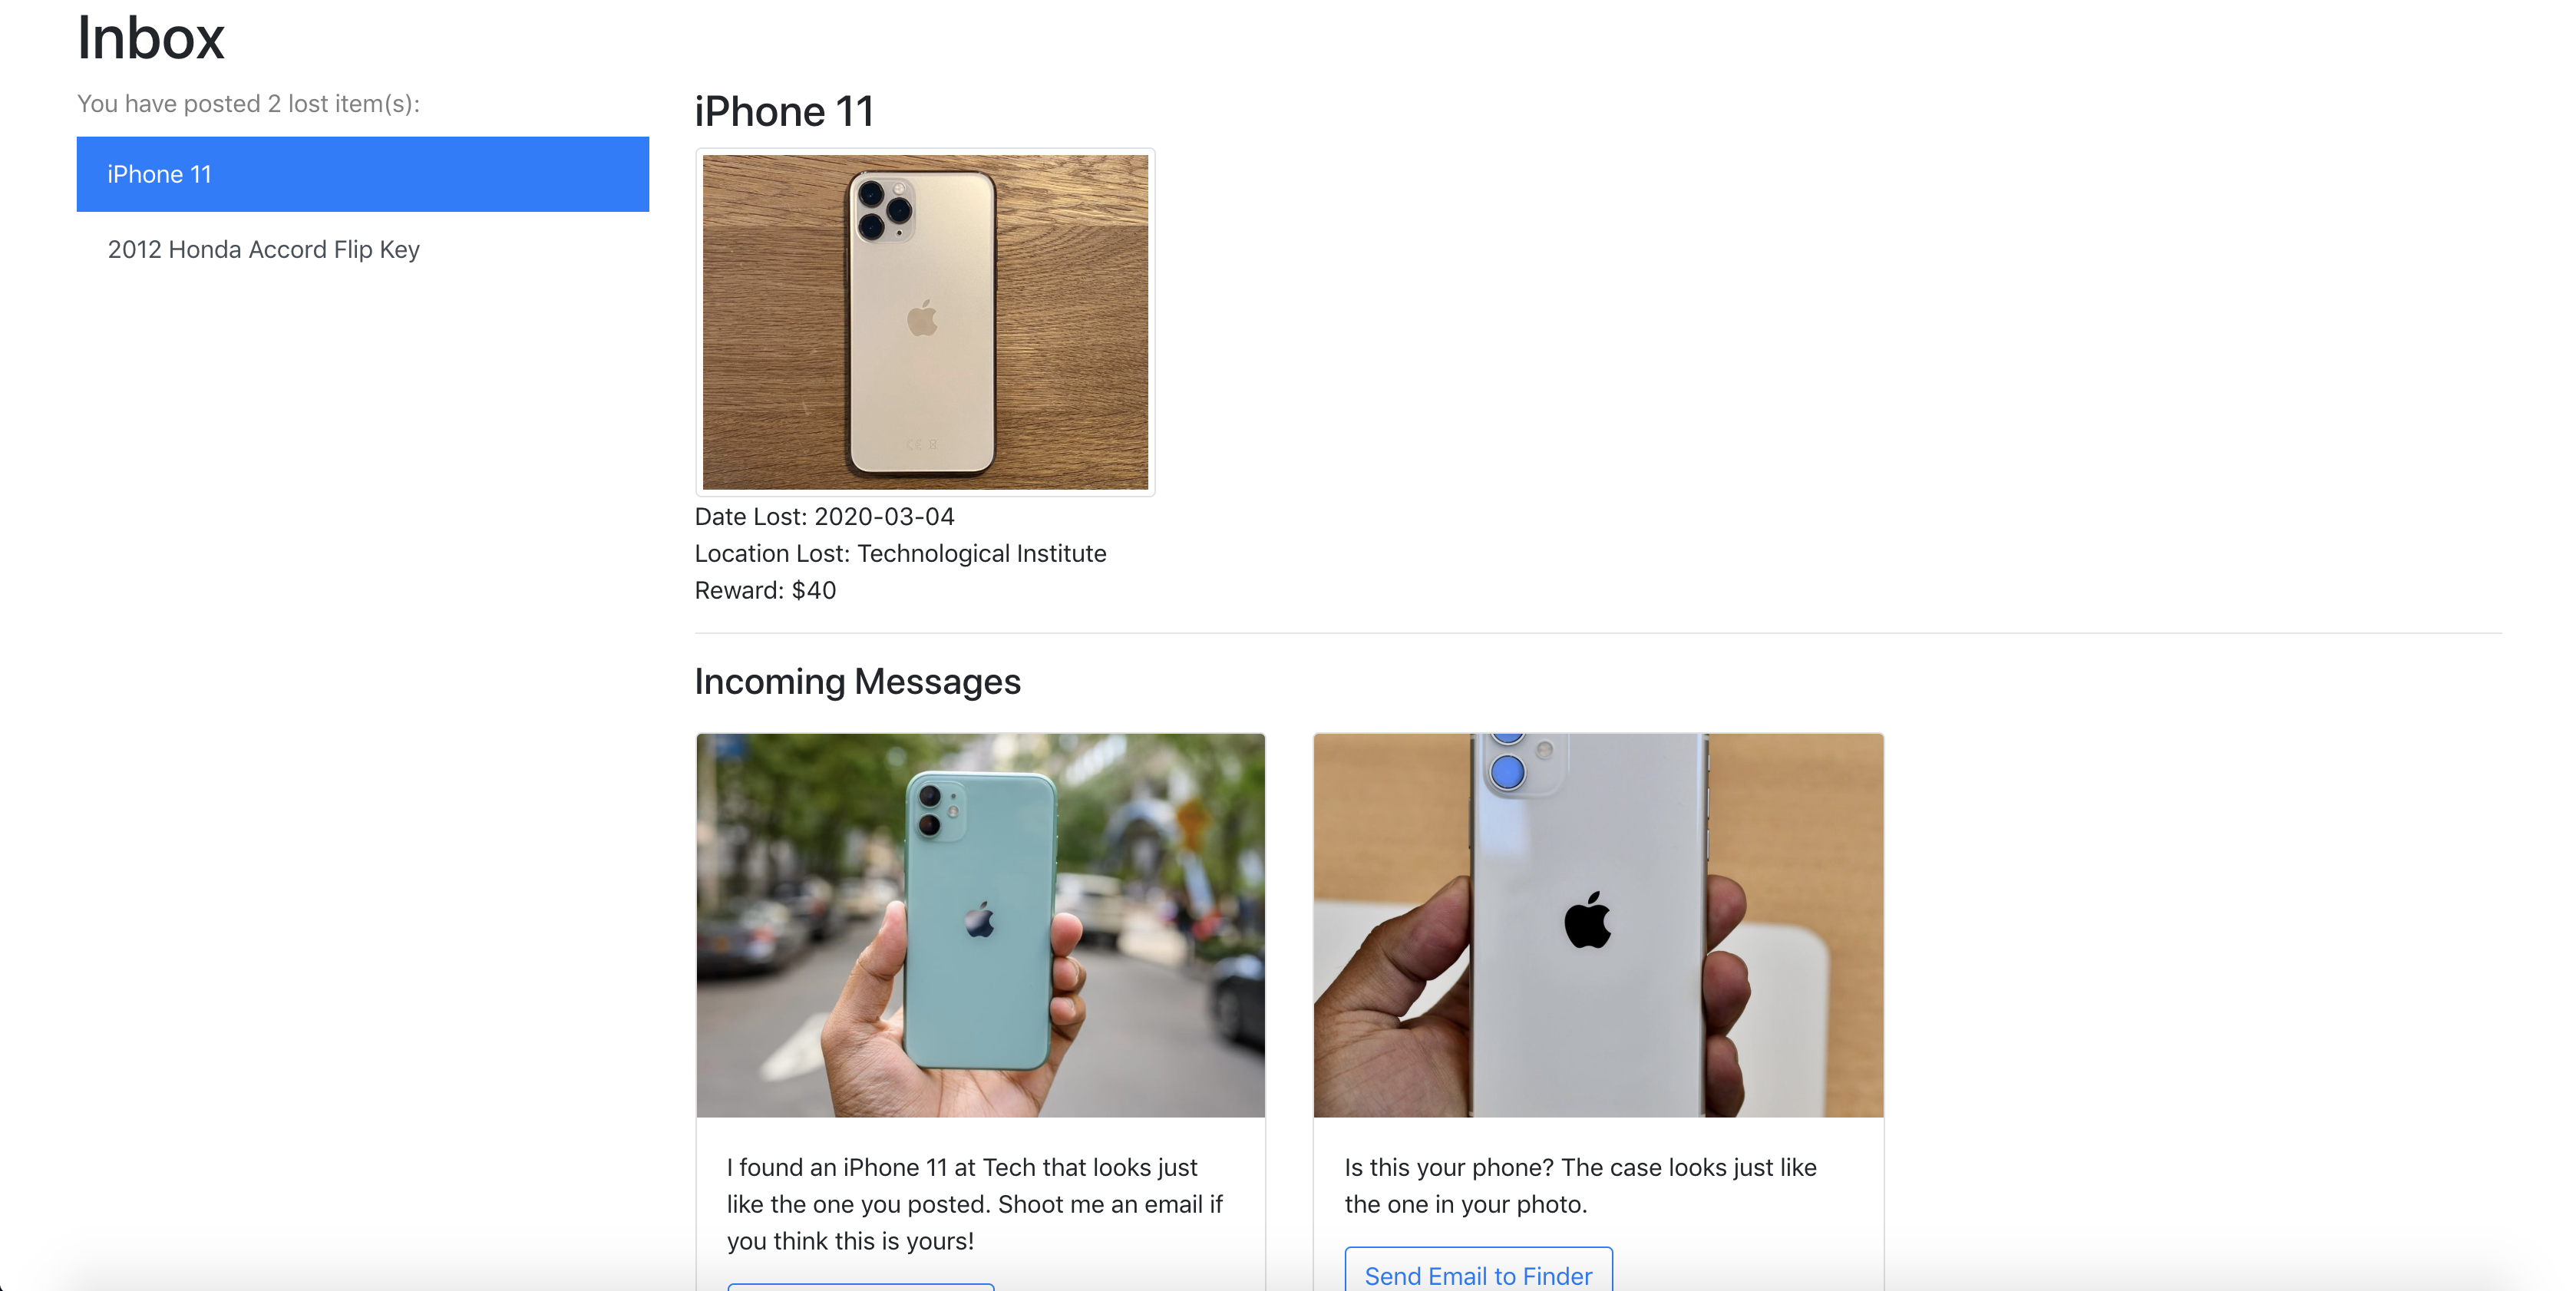 Inbox
You have posted 2 lost item(s):
iPhone 11
2012 Honda Accord Flip Key
iPhone 11
Date Lost: 2020-03-04
Location Lost: Technological Institute
Reward: $40
Incoming Messages
I found an iPhone 11 at Tech that looks just
like the one you posted. Shoot me an email if
you think this is yours!
Is this your phone? The case looks just like
the one in your photo.
Send Email to Finder